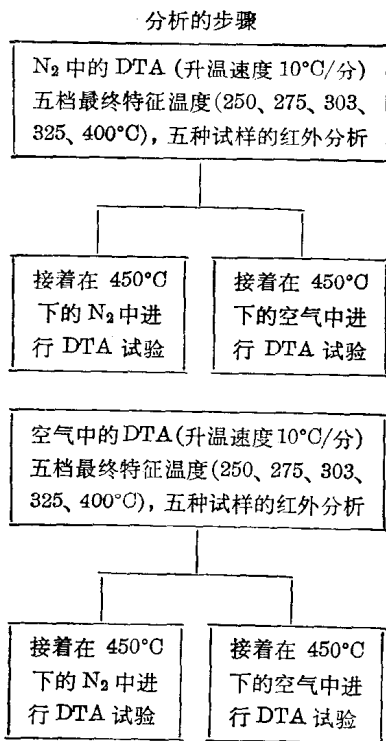 分析的步骤
N₂ 中的 DTA (升温速度 10°C/分)
五档最终特征温度(250、275、303、
325、400°C), 五种试样的红外分析
接着在 450°C
下的 N₂ 中进
行 DTA 试验
接着在 450°C
下的空气中进
行 DTA 试验
空气中的DTA(升温速度10°C/分)
五档最终特征温度(250、275、303、
325、400°C), 五种试样的红外分析
接着在 450°C
下的 N₂ 中进
行 DTA 试验
接着在 450°C
下的空气中进
行 DTA 试验